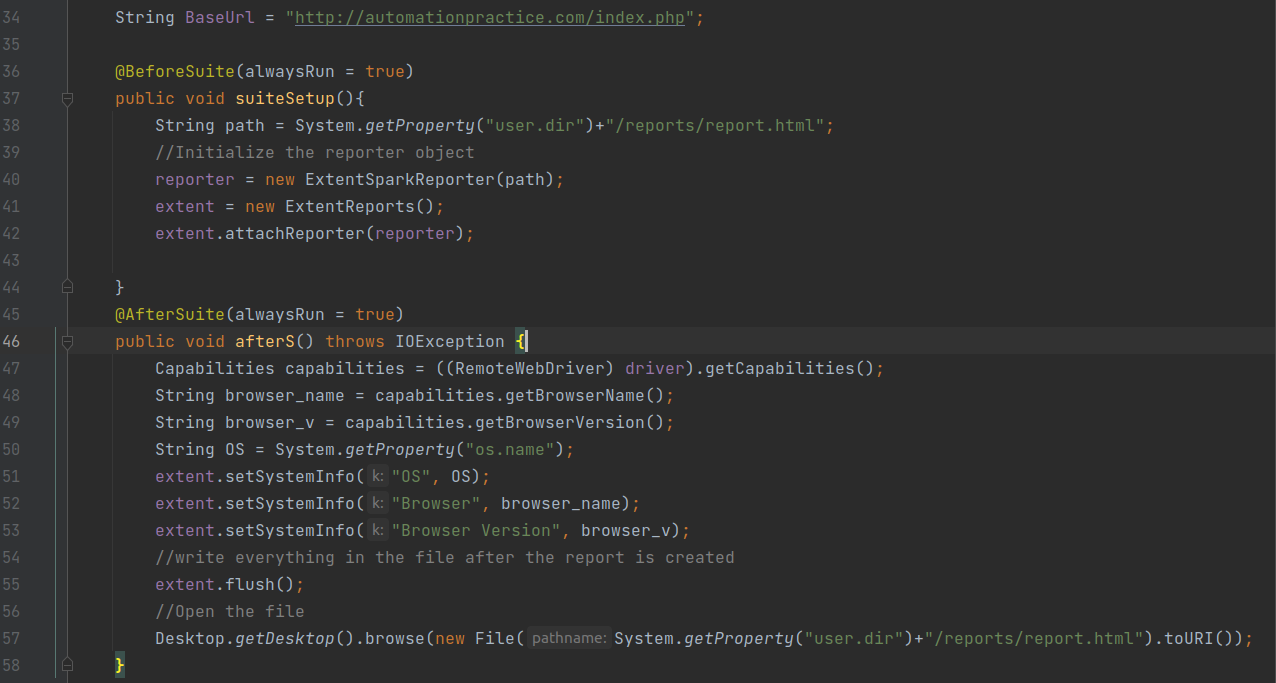 34 String BaseUrl = "http://automationpractice.com/index.php";
35
36 @BeforeSuite(alwaysRun = true)
37 public void suiteSetup(){
38 String path = System.getProperty("user.dir")+"/reports/report.html";
39 //Initialize the reporter object
40 reporter = new ExtentSparkReporter(path);
41 extent = new ExtentReports();
42 extent.attachReporter(reporter);
43
44 }
45 @AfterSuite(alwaysRun = true)
46 public void afterS() throws IOException {
47 Capabilities capabilities = ((RemoteWebDriver) driver).getCapabilities();
48 String browser_name = capabilities.getBrowserName();
49 String browser_v = capabilities.getBrowserVersion();
50 String OS = System.getProperty("os.name");
51 extent.setSystemInfo( k: "OS", OS);
52 extent.setSystemInfo( k: "Browser", browser_name);
53 extent.setSystemInfo( k: "Browser Version", browser_v);
54 //write everything in the file after the report is created
55 extent.flush();
56 //Open the file
57 Desktop.getDesktop().browse(new File( pathname: System.getProperty("user.dir")+"/reports/report.html").toURI());
58 }